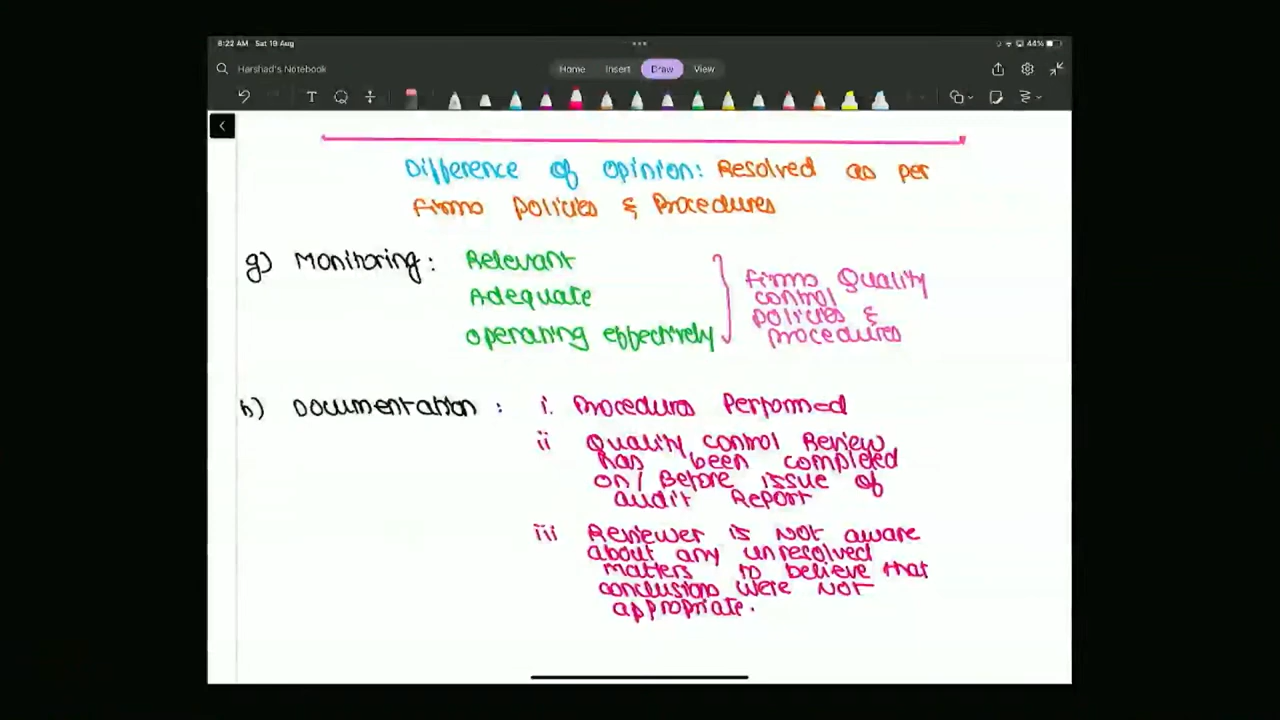 8:22 AM Sat 19 Aug
44%
Harshad's Notebook
Home Insert Draw View
T
Difference of opinion: Resolved as per
firms policies & Procedures
g) Monitoring: Relevant
Adequate
operating effectively
firms Quality
control
policies &
procedures
h) Documentation : i. Procedures Performed
ii Quality control Review
has been completed
on/ Before issue of
audit Report
iii Reviewer is NOT aware
about any unresolved
matters to believe that
conclusions were NOT
appropriate.